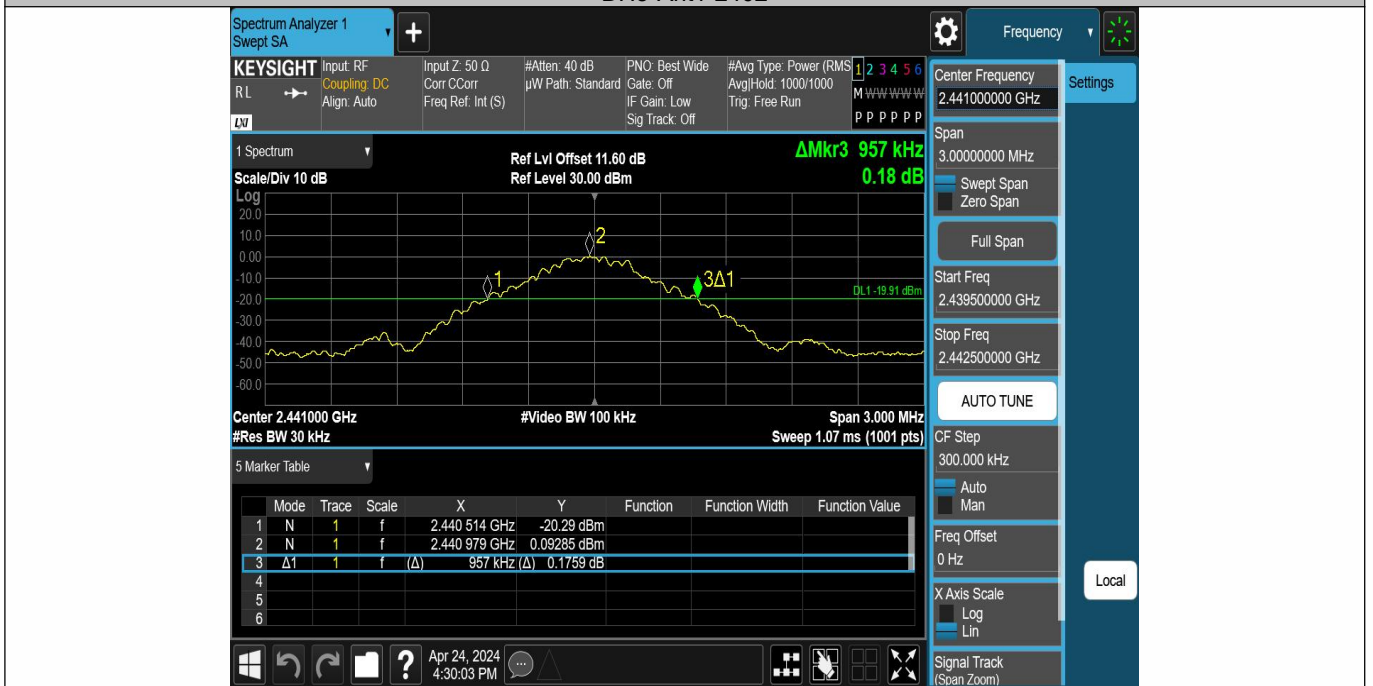 Spectrum Analyzer 1
Swept SA
+
Frequency
KEYSIGHT
RL
LXI
Input: RF
Coupling: DC
Align: Auto
Input Z: 50 Ω
Corr CCorr
Freq Ref: Int (S)
#Atten: 40 dB
µW Path: Standard
PNO: Best Wide
Gate: Off
IF Gain: Low
Sig Track: Off
#Avg Type: Power (RMS
Avg|Hold: 1000/1000
Trig: Free Run
1 2 3 4 5 6
M W W W W W
P P P P P P
Center Frequency
2.441000000 GHz
Settings
1 Spectrum
Scale/Div 10 dB
Ref Lvl Offset 11.60 dB
Ref Level 30.00 dBm
ΔMkr3 957 kHz
0.18 dB
Span
3.00000000 MHz
Swept Span
Zero Span
Full Span
Log
20.0
10.0
0.00
-10.0
-20.0
-30.0
-40.0
-50.0
-60.0
1
2
3Δ1
DL1 -19.91 dBm
Start Freq
2.439500000 GHz
Stop Freq
2.442500000 GHz
AUTO TUNE
Center 2.441000 GHz
#Video BW 100 kHz
Span 3.000 MHz
#Res BW 30 kHz
Sweep 1.07 ms (1001 pts)
CF Step
300.000 kHz
Auto
Man
5 Marker Table
Mode Trace Scale X Y Function Function Width Function Value
1 N 1 f 2.440 514 GHz -20.29 dBm
2 N 1 f 2.440 979 GHz 0.09285 dBm
3 Δ1 1 f (Δ) 957 kHz (Δ) 0.1759 dB
4
5
6
Freq Offset
0 Hz
X Axis Scale
Log
Lin
Local
Signal Track
(Span Zoom)
?
Apr 24, 2024
4:30:03 PM